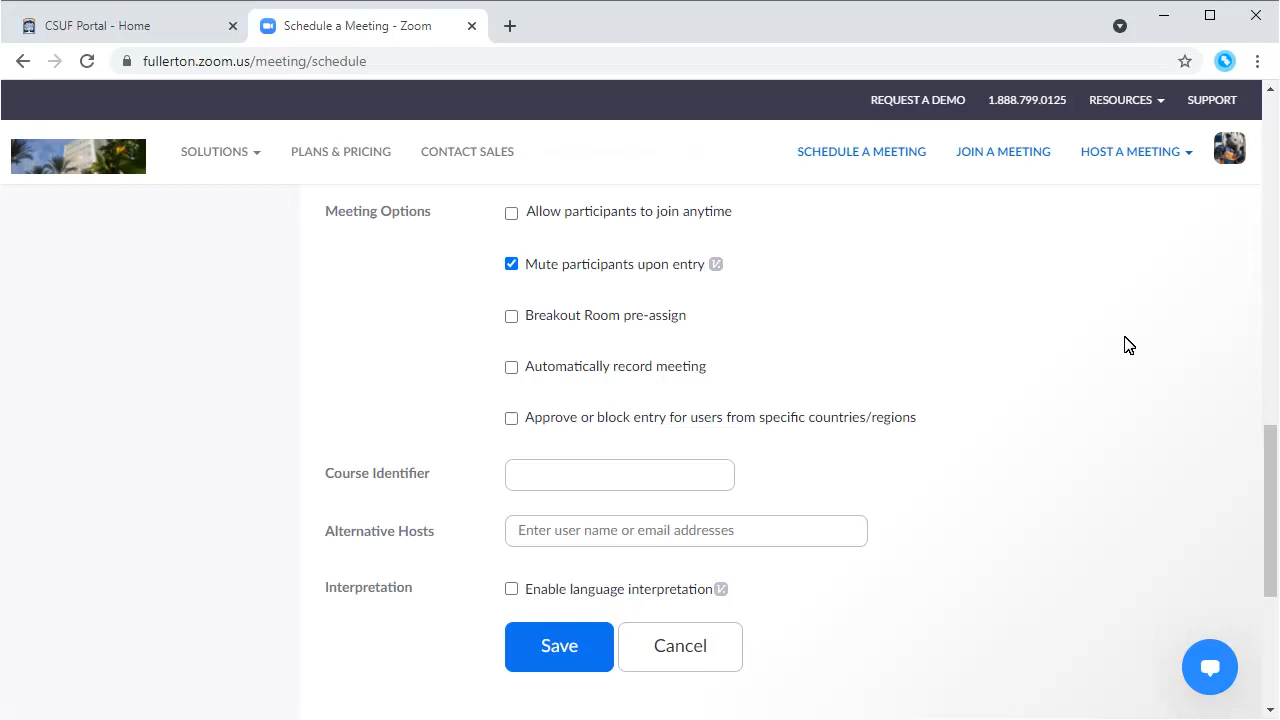 CSUF Portal - Home
Schedule a Meeting - Zoom
fullerton.zoom.us/meeting/schedule
REQUEST A DEMO 1.888.799.0125 RESOURCES SUPPORT
SOLUTIONS PLANS & PRICING CONTACT SALES SCHEDULE A MEETING JOIN A MEETING HOST A MEETING
Meeting Options
Allow participants to join anytime
Mute participants upon entry
Breakout Room pre-assign
Automatically record meeting
Approve or block entry for users from specific countries/regions
Course Identifier
Alternative Hosts
Enter user name or email addresses
Interpretation
Enable language interpretation
Save Cancel